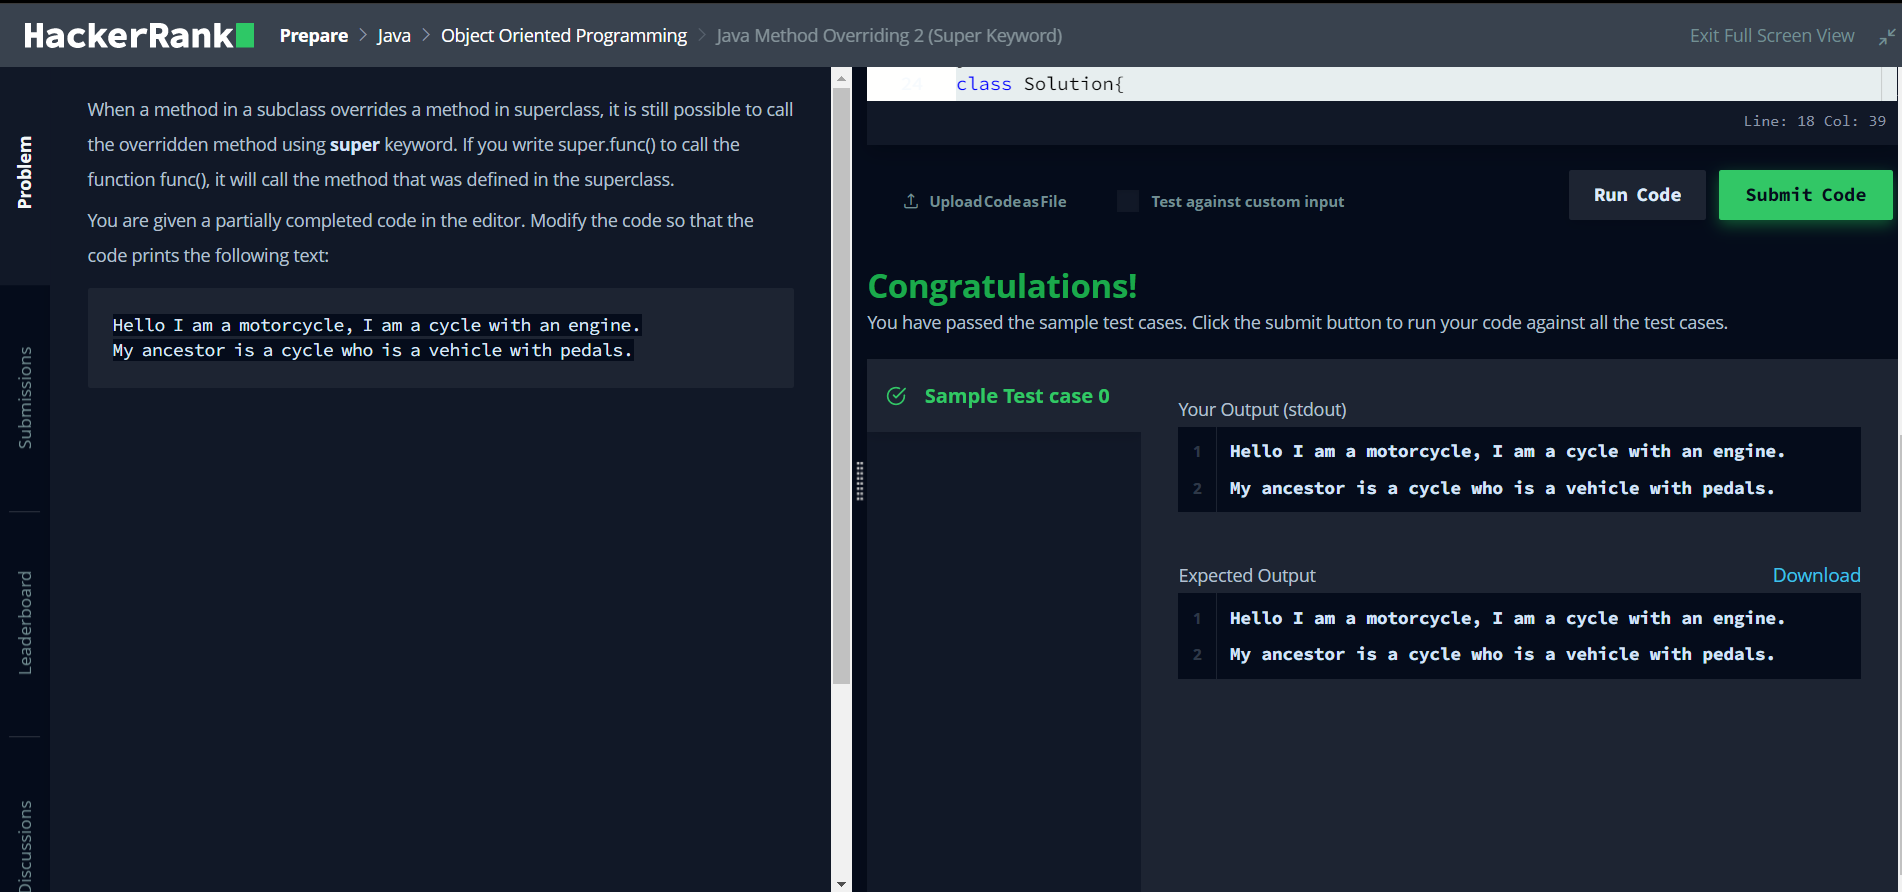 HackerRank
Prepare > Java > Object Oriented Programming > Java Method Overriding 2 (Super Keyword)
Exit Full Screen View
Problem
Submissions
Leaderboard
Discussions
When a method in a subclass overrides a method in superclass, it is still possible to call
the overridden method using super keyword. If you write super.func() to call the
function func(), it will call the method that was defined in the superclass.
You are given a partially completed code in the editor. Modify the code so that the
code prints the following text:
Hello I am a motorcycle, I am a cycle with an engine.
My ancestor is a cycle who is a vehicle with pedals.
24 class Solution{
Line: 18 Col: 39
Upload Code as File
Test against custom input
Run Code
Submit Code
Congratulations!
You have passed the sample test cases. Click the submit button to run your code against all the test cases.
Sample Test case 0
Your Output (stdout)
1 Hello I am a motorcycle, I am a cycle with an engine.
2 My ancestor is a cycle who is a vehicle with pedals.
Expected Output
Download
1 Hello I am a motorcycle, I am a cycle with an engine.
2 My ancestor is a cycle who is a vehicle with pedals.